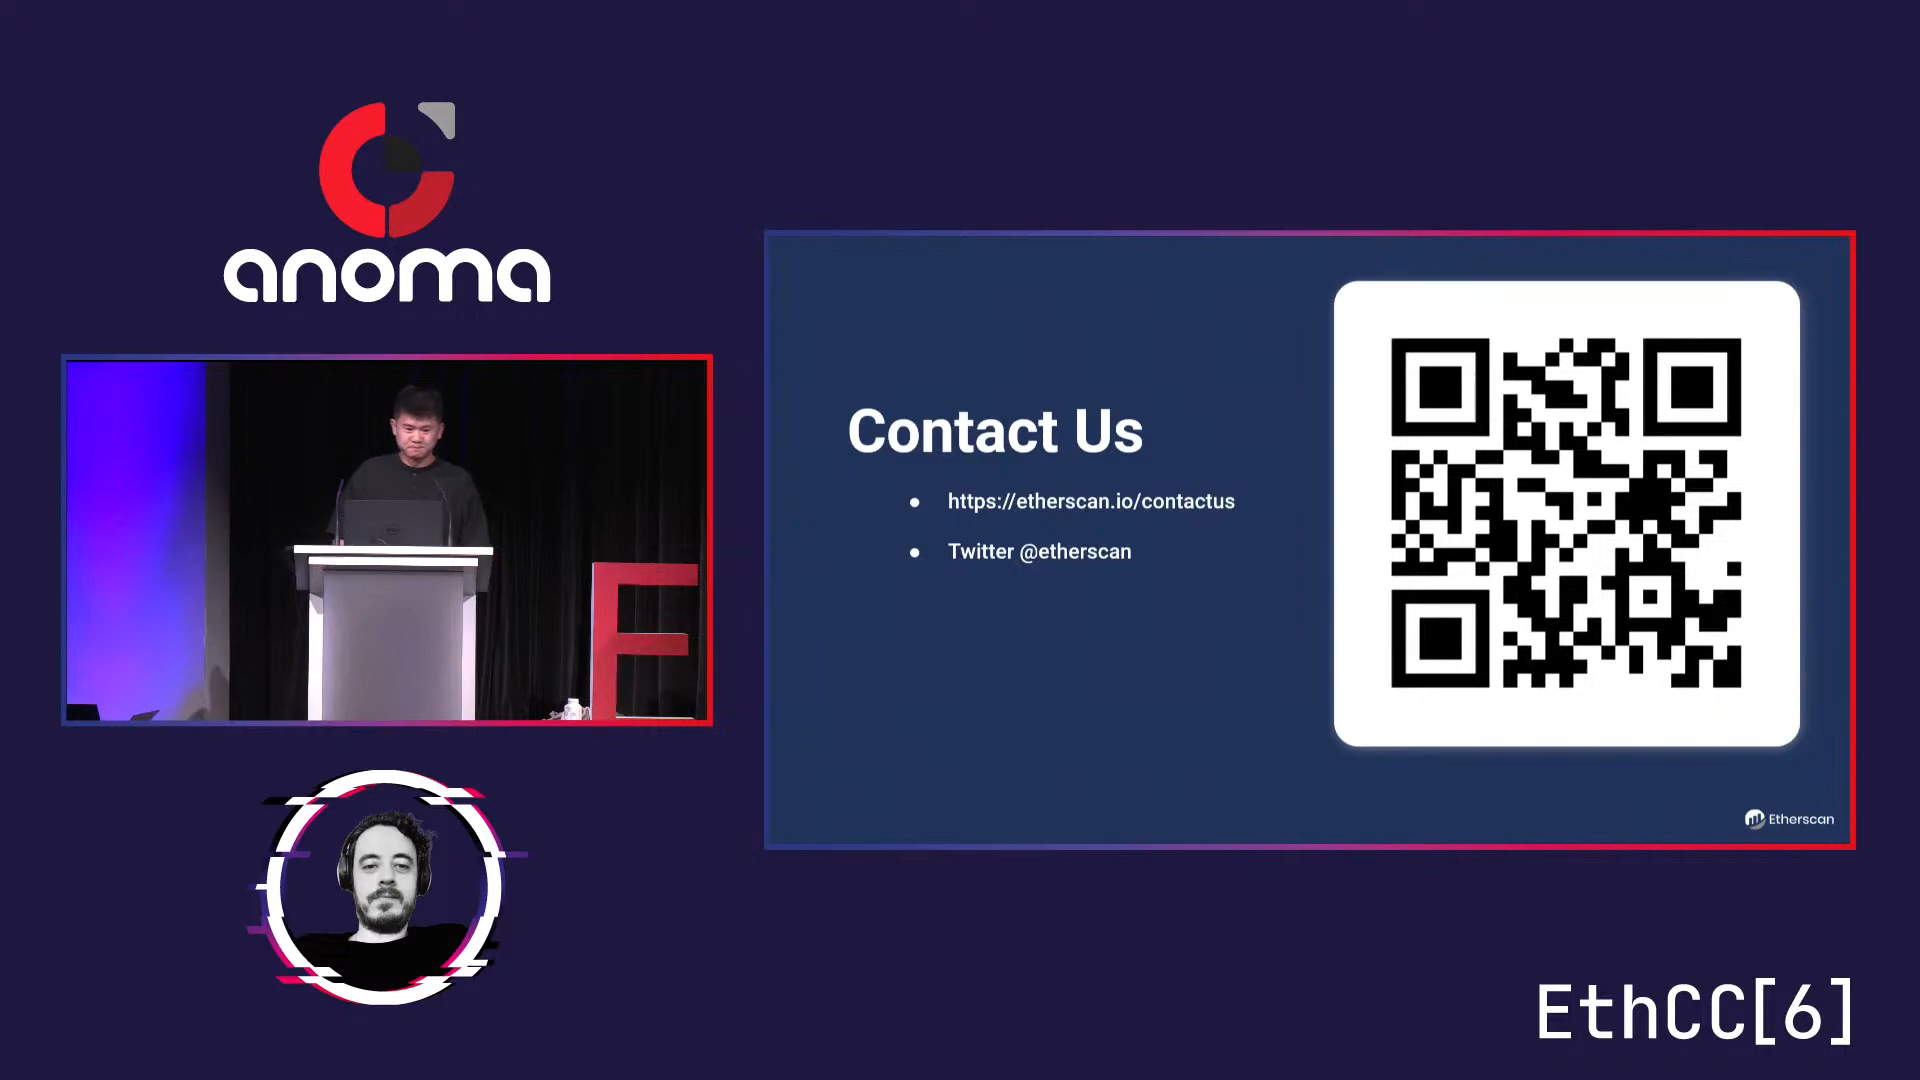 anoma
Contact Us
https://etherscan.io/contactus
Twitter @etherscan
Etherscan
E
EthCC[6]